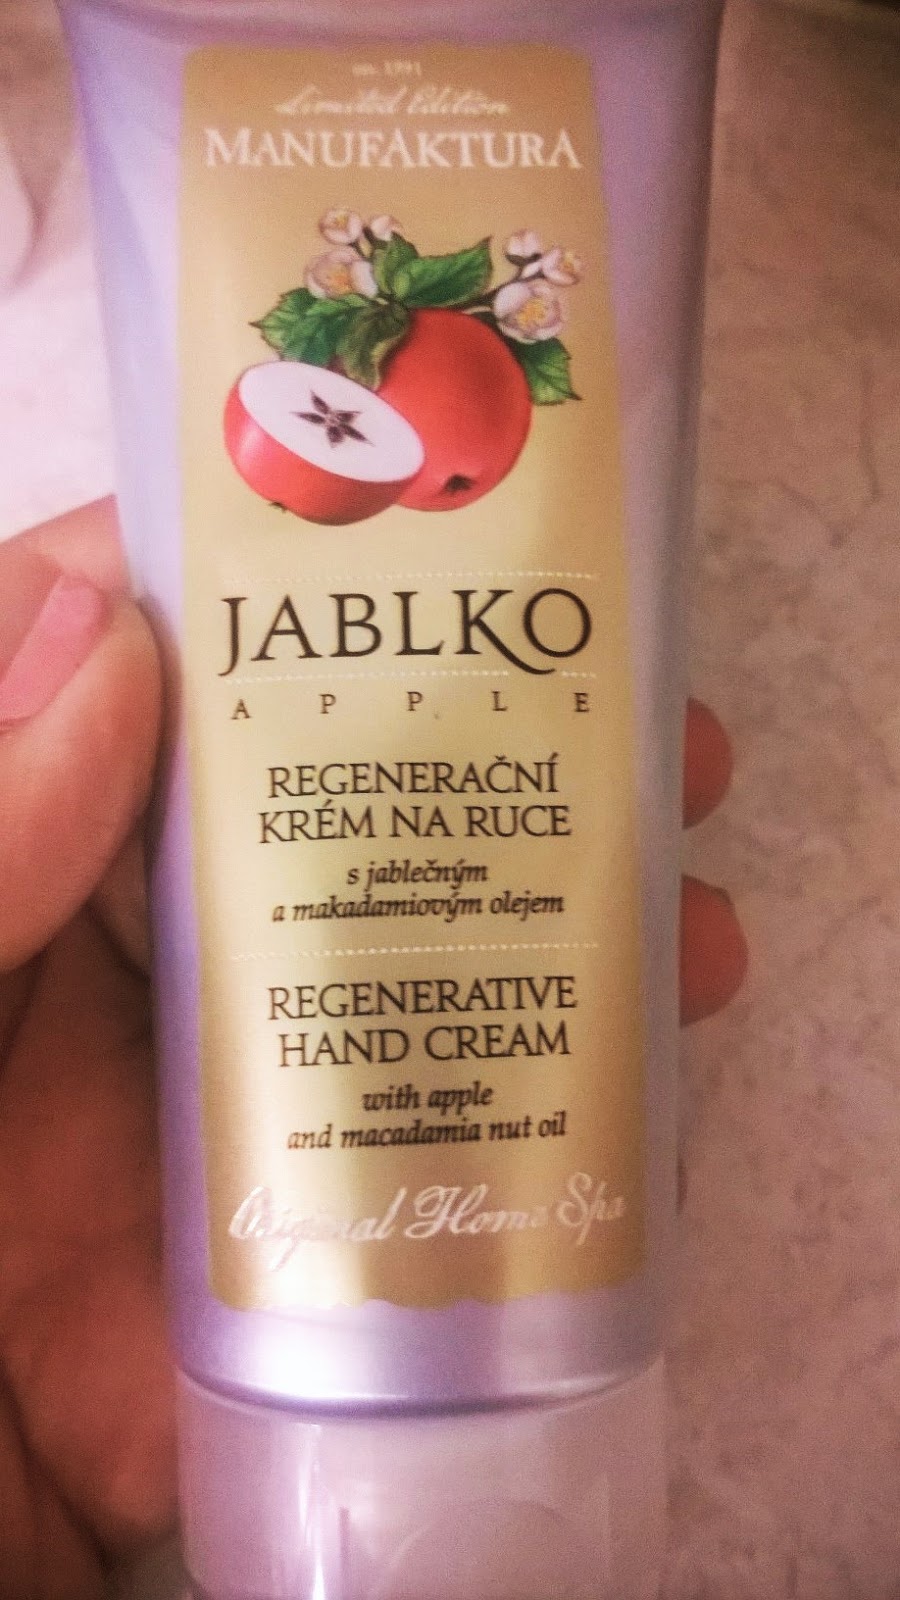 est. 1991
Limited Edition
MANUFAKTURA
JABLKO
APPLE
REGENERAČNÍ
KRÉM NA RUCE
s jablečným
a makadamiovým olejem
REGENERATIVE
HAND CREAM
with apple
and macadamia nut oil
Original Home Spa